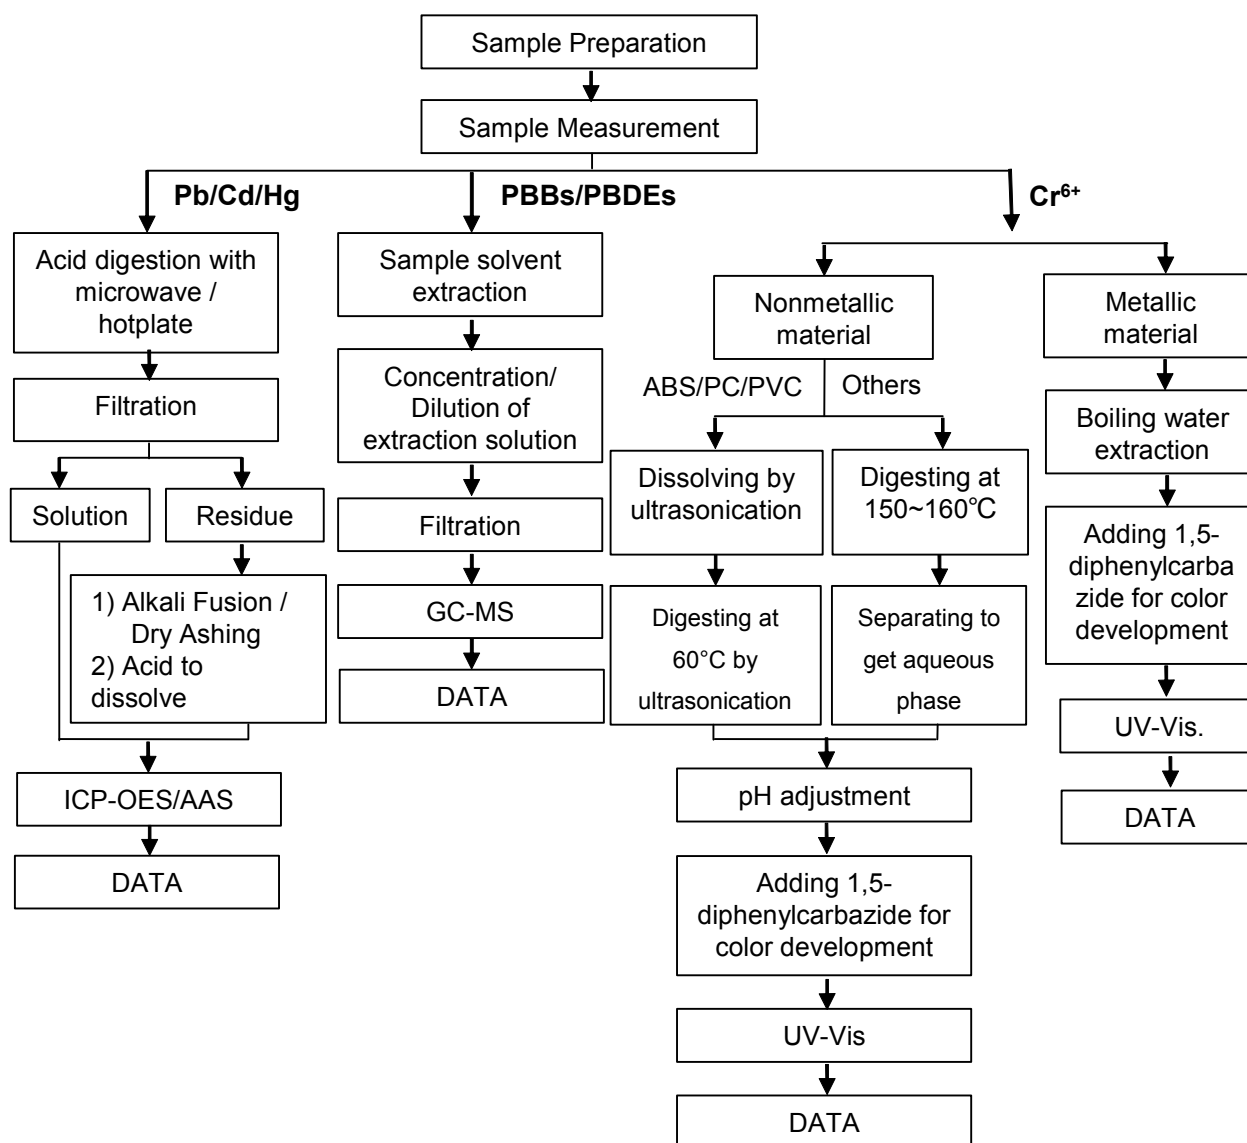 Sample Preparation
Sample Measurement
Pb/Cd/Hg
PBBs/PBDEs
Cr6+
Acid digestion with
microwave /
hotplate
Filtration
Solution
Residue
1) Alkali Fusion /
Dry Ashing
2) Acid to
dissolve
ICP-OES/AAS
DATA
Sample solvent
extraction
Concentration/
Dilution of
extraction solution
Filtration
GC-MS
DATA
Nonmetallic
material
ABS/PC/PVC
Others
Dissolving by
ultrasonication
Digesting at
60°C by
ultrasonication
Digesting at
150~160℃
Separating to
get aqueous
phase
pH adjustment
Adding 1,5-
diphenylcarbazide for
color development
UV-Vis
DATA
Metallic
material
Boiling water
extraction
Adding 1,5-
diphenylcarba
zide for color
development
UV-Vis.
DATA